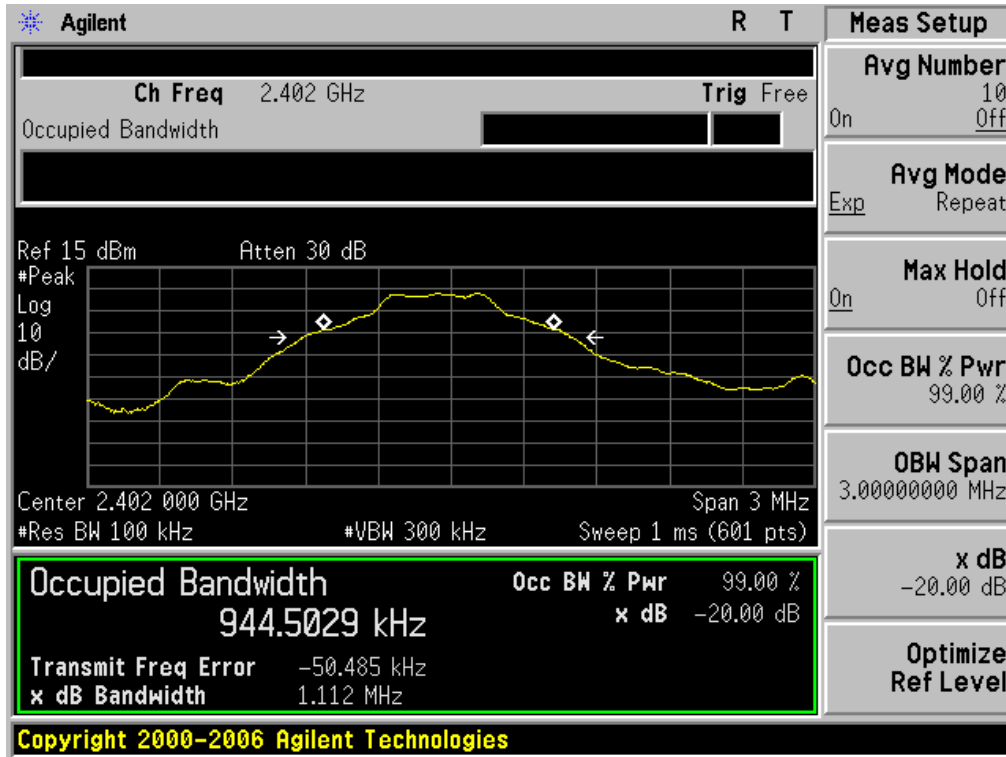 Agilent R T
Ch Freq 2.402 GHz Trig Free
Occupied Bandwidth
Ref 15 dBm Atten 30 dB
#Peak
Log
10
dB/
Center 2.402 000 GHz Span 3 MHz
#Res BW 100 kHz #VBW 300 kHz Sweep 1 ms (601 pts)
Occupied Bandwidth Occ BW % Pwr 99.00 %
944.5029 kHz x dB -20.00 dB
Transmit Freq Error -50.485 kHz
x dB Bandwidth 1.112 MHz
Copyright 2000-2006 Agilent Technologies
Meas Setup
Avg Number
10
On Off
Avg Mode
Exp Repeat
Max Hold
On Off
Occ BW % Pwr
99.00 %
OBW Span
3.00000000 MHz
x dB
-20.00 dB
Optimize
Ref Level